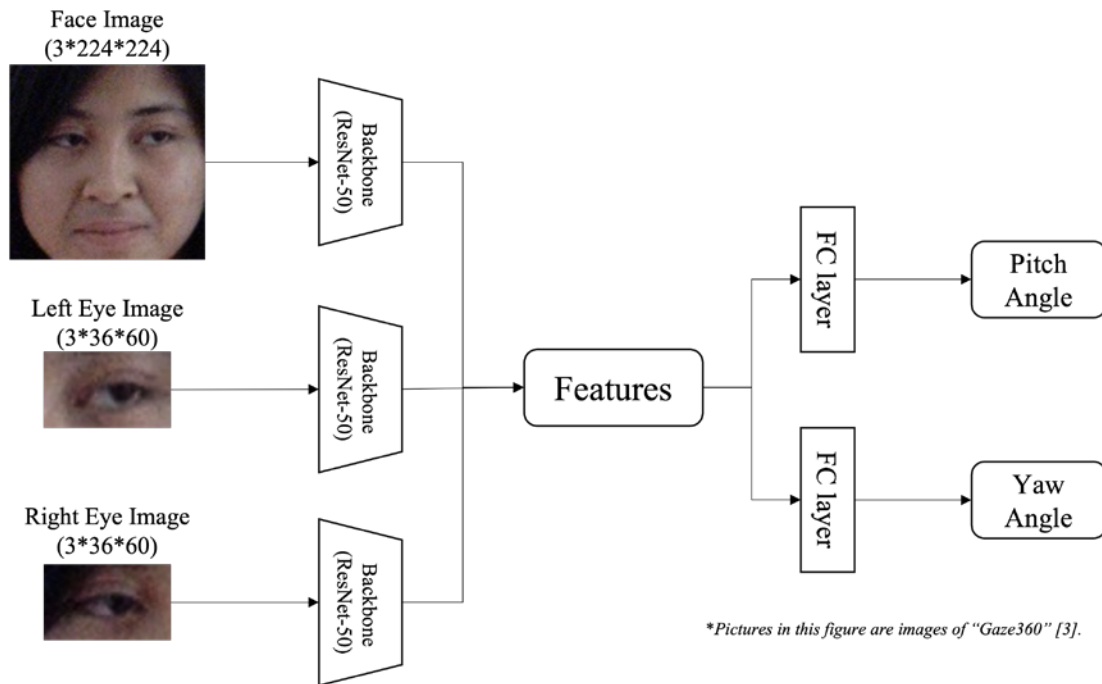 Face Image
(3*224*224)
Backbone
(ResNet-50)
Left Eye Image
(3*36*60)
Backbone
(ResNet-50)
Right Eye Image
(3*36*60)
Backbone
(ResNet-50)
Features
FC layer
Pitch
Angle
FC layer
Yaw
Angle
*Pictures in this figure are images of “Gaze360” [3].